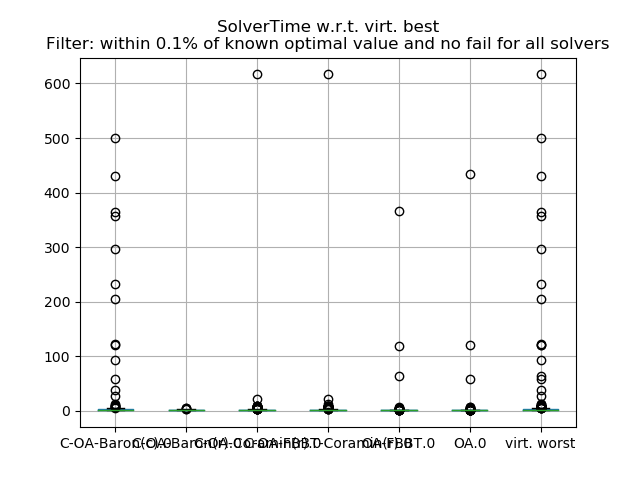 SolverTime w.r.t. virt. best
Filter: within 0.1% of known optimal value and no fail for all solvers
600
500
400
300
200
100
0
OA.0
virt. worst